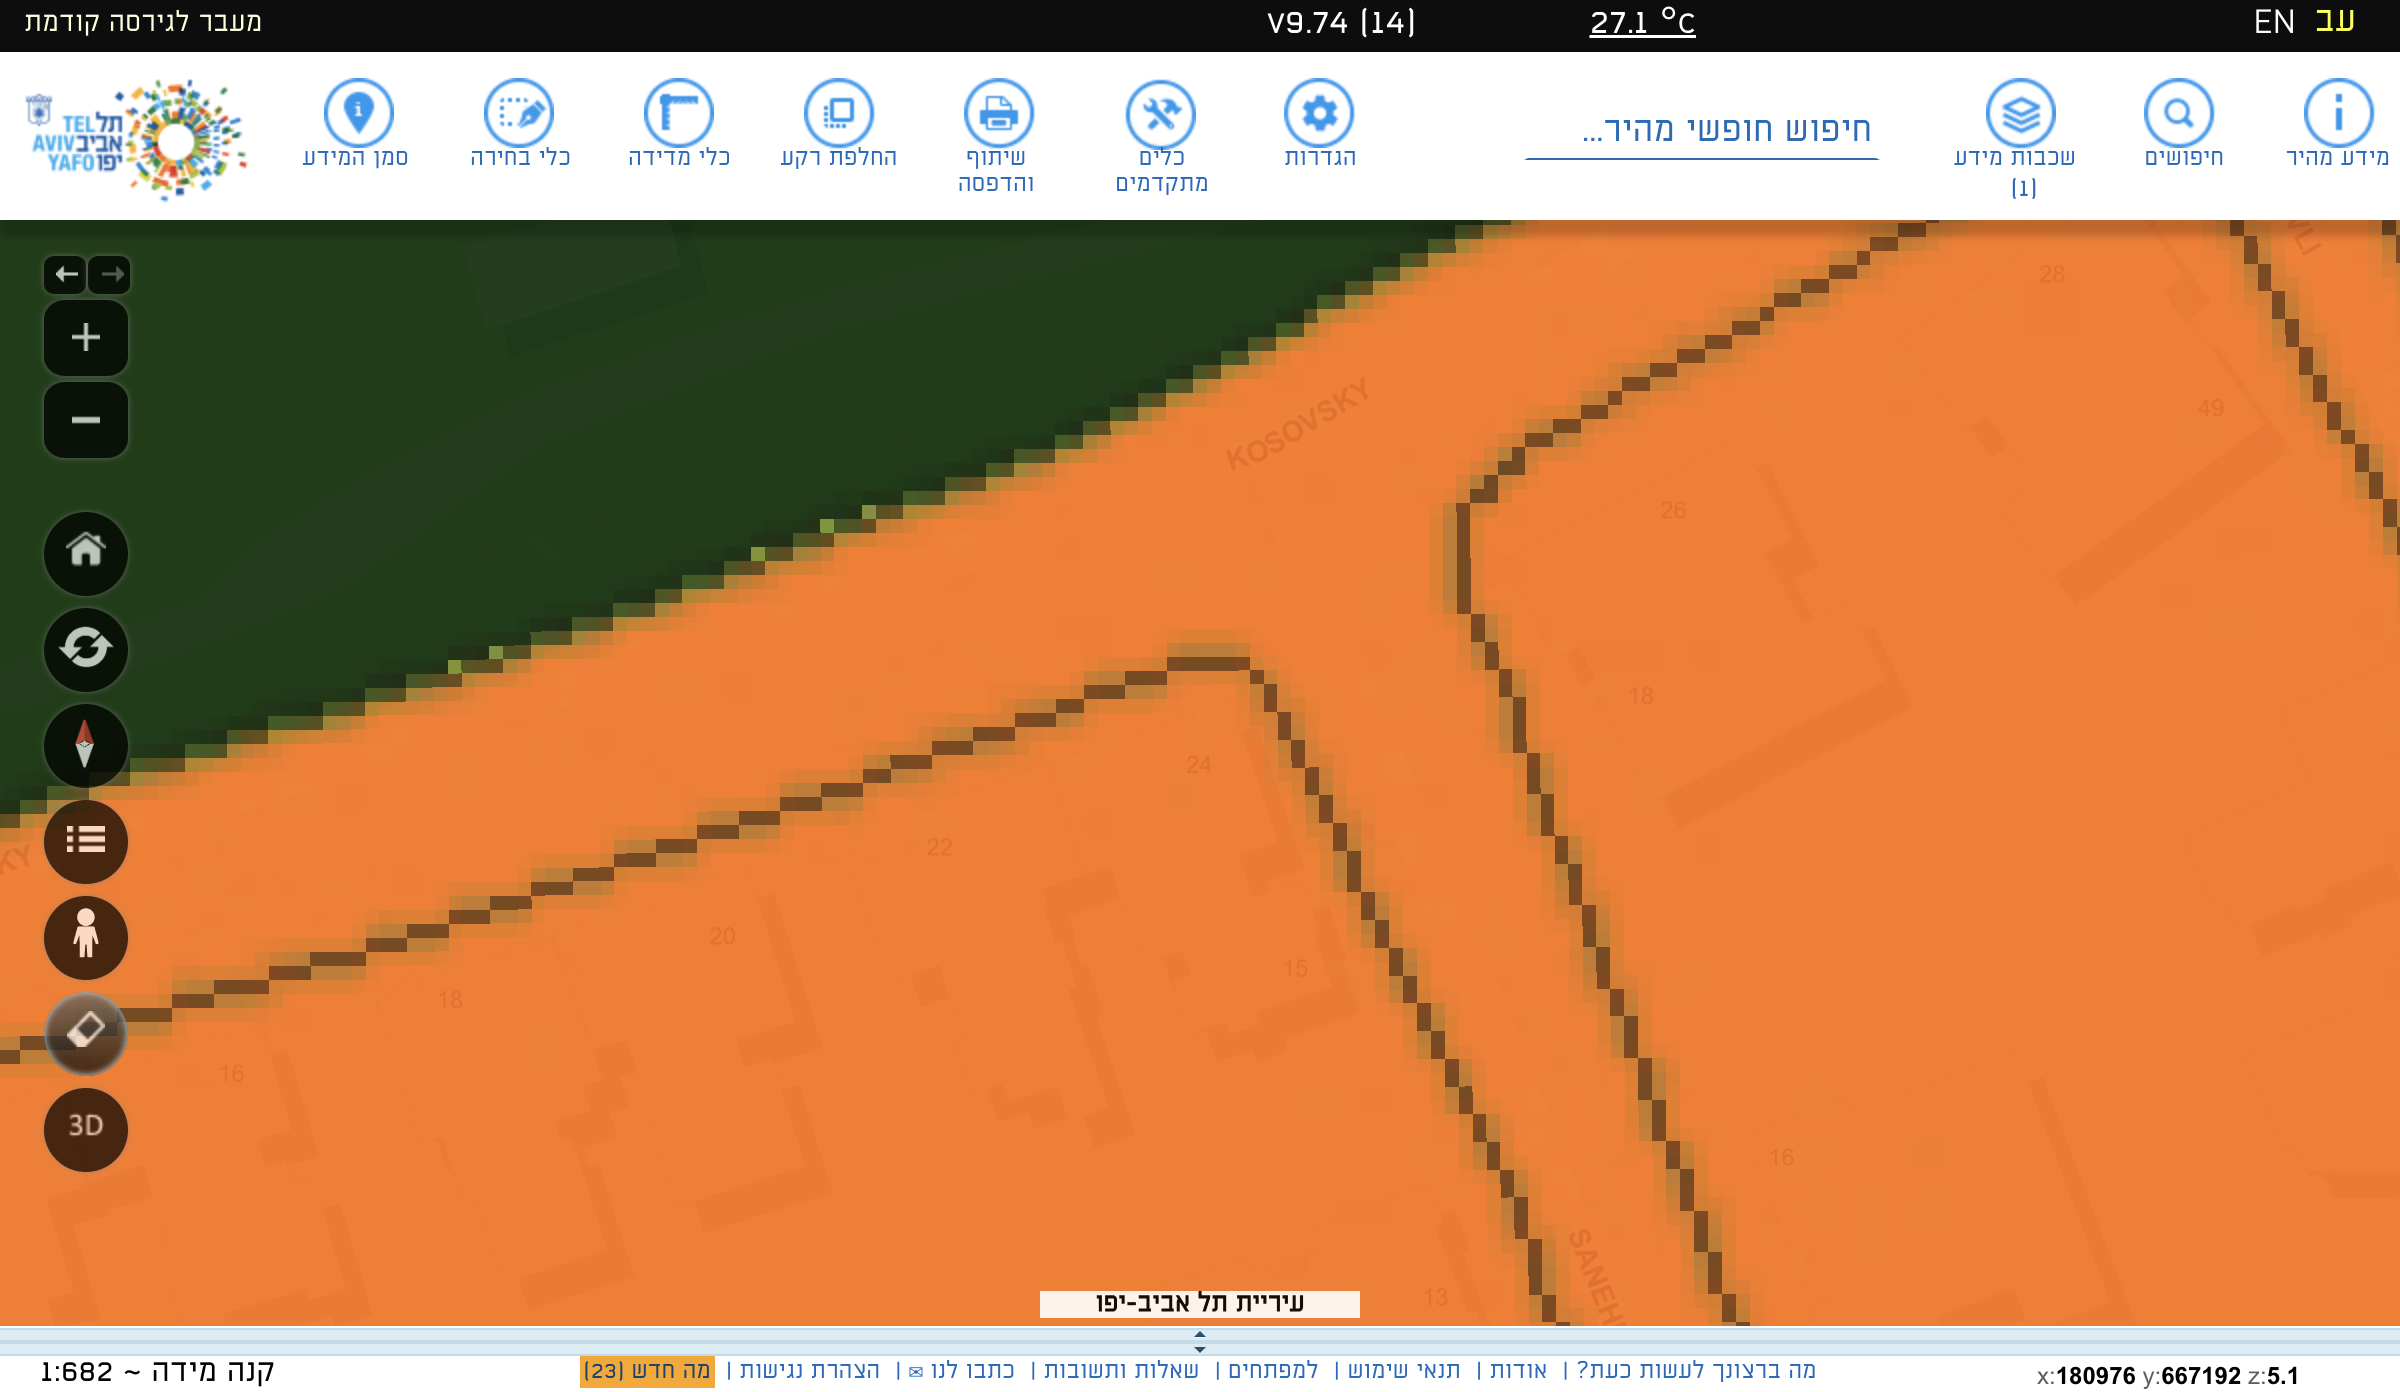 עב EN
27.1 °C
V9.74 (14)
מעבר לגירסה קודמת
מידע מהיר
חיפושים
שכבות מידע
(1)
חיפוש חופשי מהיר...
הגדרות
כלים
מתקדמים
שיתוף
והדפסה
החלפת רקע
כלי מדידה
כלי בחירה
סמן המידע
תל
אביב
יפו
TEL
AVIV
YAFO
28
49
KOSOVSKY
26
18
24
22
20
15
18
16
16
13
3D
עיריית תל אביב-יפו
מה ברצונך לעשות כעת? | אודות | תנאי שימוש | למפתחים | שאלות ותשובות | כתבו לנו ✉ | הצהרת נגישות | מה חדש (23)
קנה מידה ~ 1:682
x:180976 y:667192 z:5.1